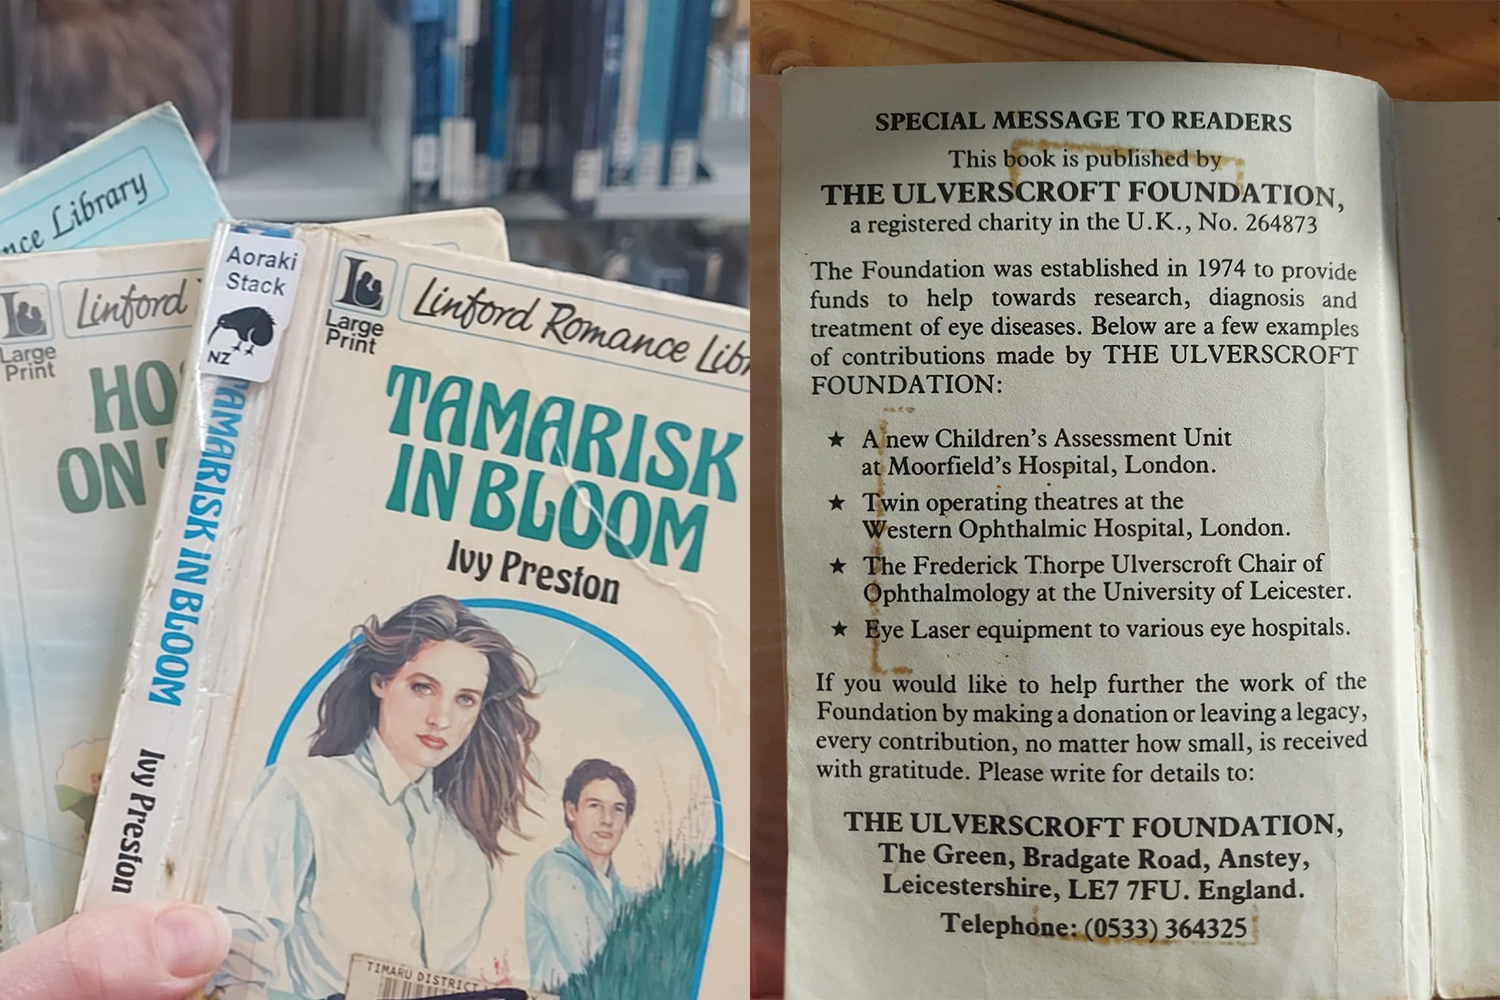 nce Library
Linford
Large
Print
HO
ON
Aoraki
Stack
NZ
TAMARISK IN BLOOM
Ivy Preston
Large
Print
Linford Romance Lib
TAMARISK
IN BLOOM
Ivy Preston
TIMARU DISTRICT
SPECIAL MESSAGE TO READERS
This book is published by
THE ULVERSCROFT FOUNDATION,
a registered charity in the U.K., No. 264873
The Foundation was established in 1974 to provide
funds to help towards research, diagnosis and
treatment of eye diseases. Below are a few examples
of contributions made by THE ULVERSCROFT
FOUNDATION:
★ A new Children's Assessment Unit
at Moorfield's Hospital, London.
★ Twin operating theatres at the
Western Ophthalmic Hospital, London.
★ The Frederick Thorpe Ulverscroft Chair of
Ophthalmology at the University of Leicester.
★ Eye Laser equipment to various eye hospitals.
If you would like to help further the work of the
Foundation by making a donation or leaving a legacy,
every contribution, no matter how small, is received
with gratitude. Please write for details to:
THE ULVERSCROFT FOUNDATION,
The Green, Bradgate Road, Anstey,
Leicestershire, LE7 7FU. England.
Telephone: (0533) 364325